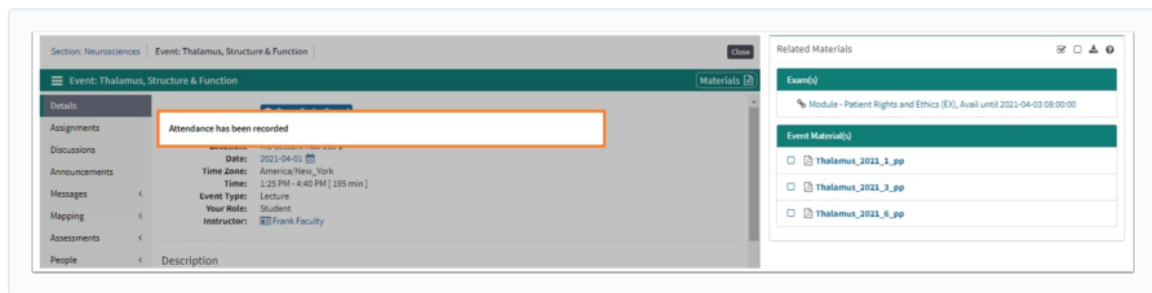 Section: Neurosciences Event: Thalamus, Structure & Function Close
Event: Thalamus, Structure & Function Materials
Details
Assignments
Discussions
Announcements
Messages
Mapping
Assessments
People
Attendance has been recorded
Date: 2021-04-01
Time Zone: America/New_York
Time: 1:25 PM - 4:40 PM [ 195 min ]
Event Type: Lecture
Your Role: Student
Instructor: Frank Faculty
Description
Related Materials
Exam(s)
Module - Patient Rights and Ethics (EX), Avail until 2021-04-03 08:00:00
Event Material(s)
Thalamus_2021_1_pp
Thalamus_2021_3_pp
Thalamus_2021_6_pp